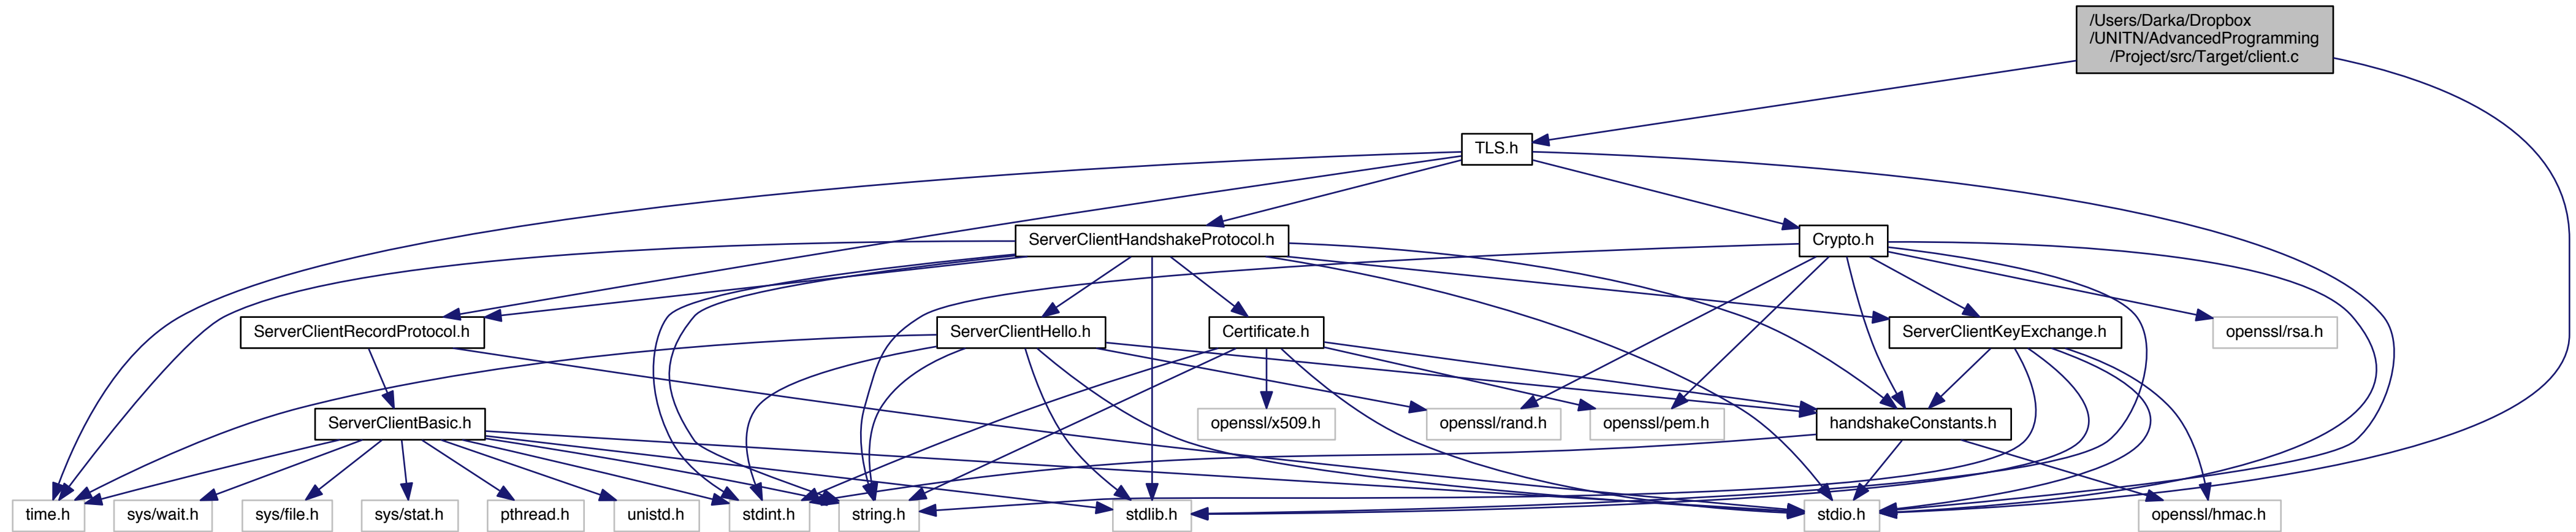 /Users/Darka/Dropbox
/UNITN/AdvancedProgramming
/Project/src/Target/client.c
TLS.h
ServerClientHandshakeProtocol.h
Crypto.h
ServerClientRecordProtocol.h
ServerClientHello.h
Certificate.h
ServerClientKeyExchange.h
openssl/rsa.h
ServerClientBasic.h
openssl/x509.h
openssl/rand.h
openssl/pem.h
handshakeConstants.h
time.h
sys/wait.h
sys/file.h
sys/stat.h
pthread.h
unistd.h
stdint.h
string.h
stdlib.h
stdio.h
openssl/hmac.h